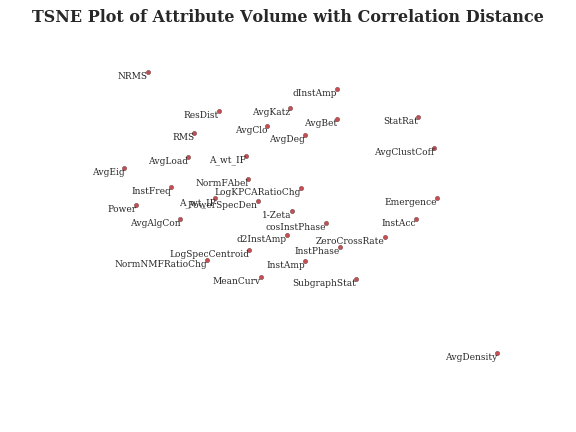 TSNE Plot of Attribute Volume with Correlation Distance
NRMS
dInstAmp
ResDist
AvgKatz
StatRat
AvgClo
AvgBet
RMS
AvgDeg
AvgClustCoff
AvgLoad
A_wt_IF
AvgEig
NormFAber
InstFreq
LogKPCARatioChg
A_wt_IP
PowerSpecDen
Emergence
Power
1-Zeta
AvgAlgCon
cosInstPhase
InstAcc
d2InstAmp
ZeroCrossRate
LogSpecCentroid
InstPhase
NormNMFRatioChg
InstAmp
MeanCurv
SubgraphStat
AvgDensity